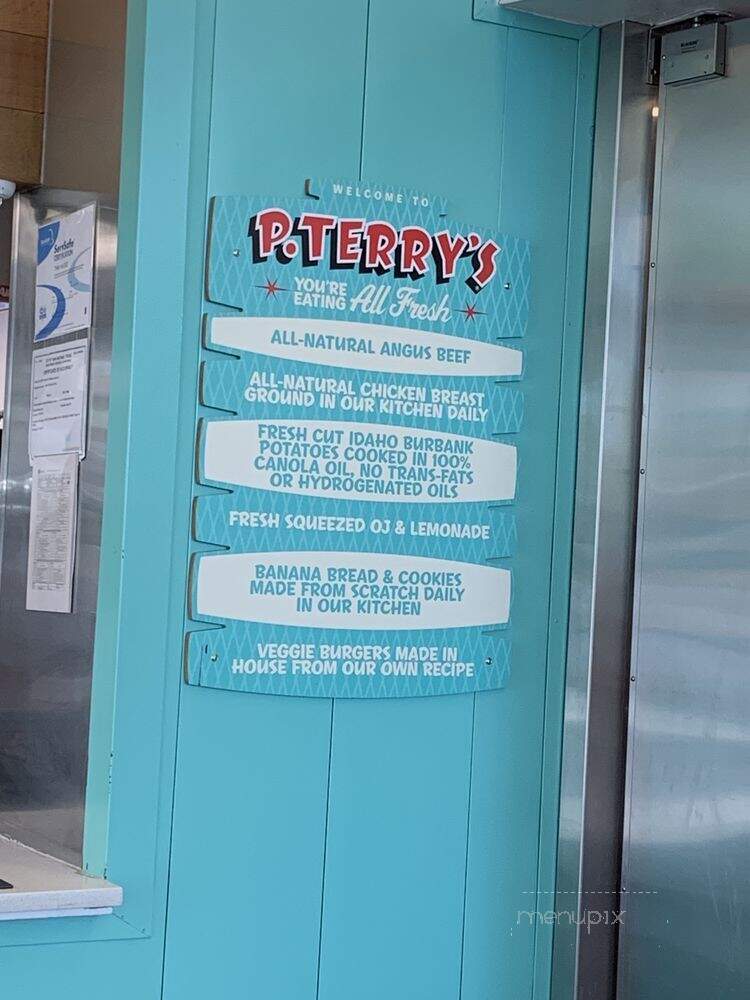 WELCOME TO
P. TERRY'S
YOU'RE
EATING All Fresh
ALL-NATURAL ANGUS BEEF
ALL-NATURAL CHICKEN BREAST
GROUND IN OUR KITCHEN DAILY
FRESH CUT IDAHO BURBANK
POTATOES COOKED IN 100%
CANOLA OIL, NO TRANS-FATS
OR HYDROGENATED OILS
FRESH SQUEEZED OJ & LEMONADE
BANANA BREAD & COOKIES
MADE FROM SCRATCH DAILY
IN OUR KITCHEN
VEGGIE BURGERS MADE IN
HOUSE FROM OUR OWN RECIPE
ServSafe
CERTIFICATION
menupix